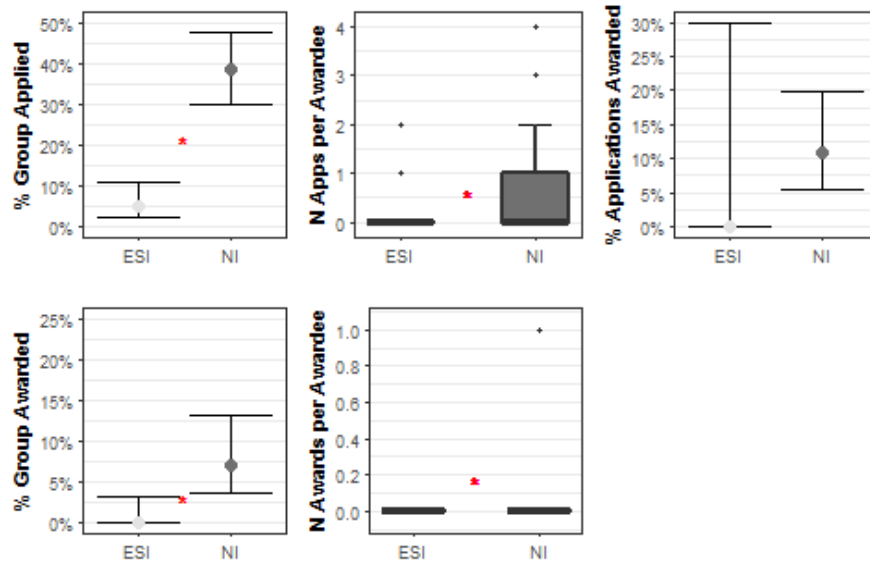 % Group Applied
50%
40%
30%
20%
10%
0%
*
ESI
NI
N Apps per Awardee
4
3
2
1
0
*
ESI
NI
% Applications Awarded
30%
25%
20%
15%
10%
5%
0%
ESI
NI
% Group Awarded
25%
20%
15%
10%
5%
0%
*
ESI
NI
N Awards per Awardee
1.0
0.8
0.6
0.4
0.2
0.0
*
ESI
NI